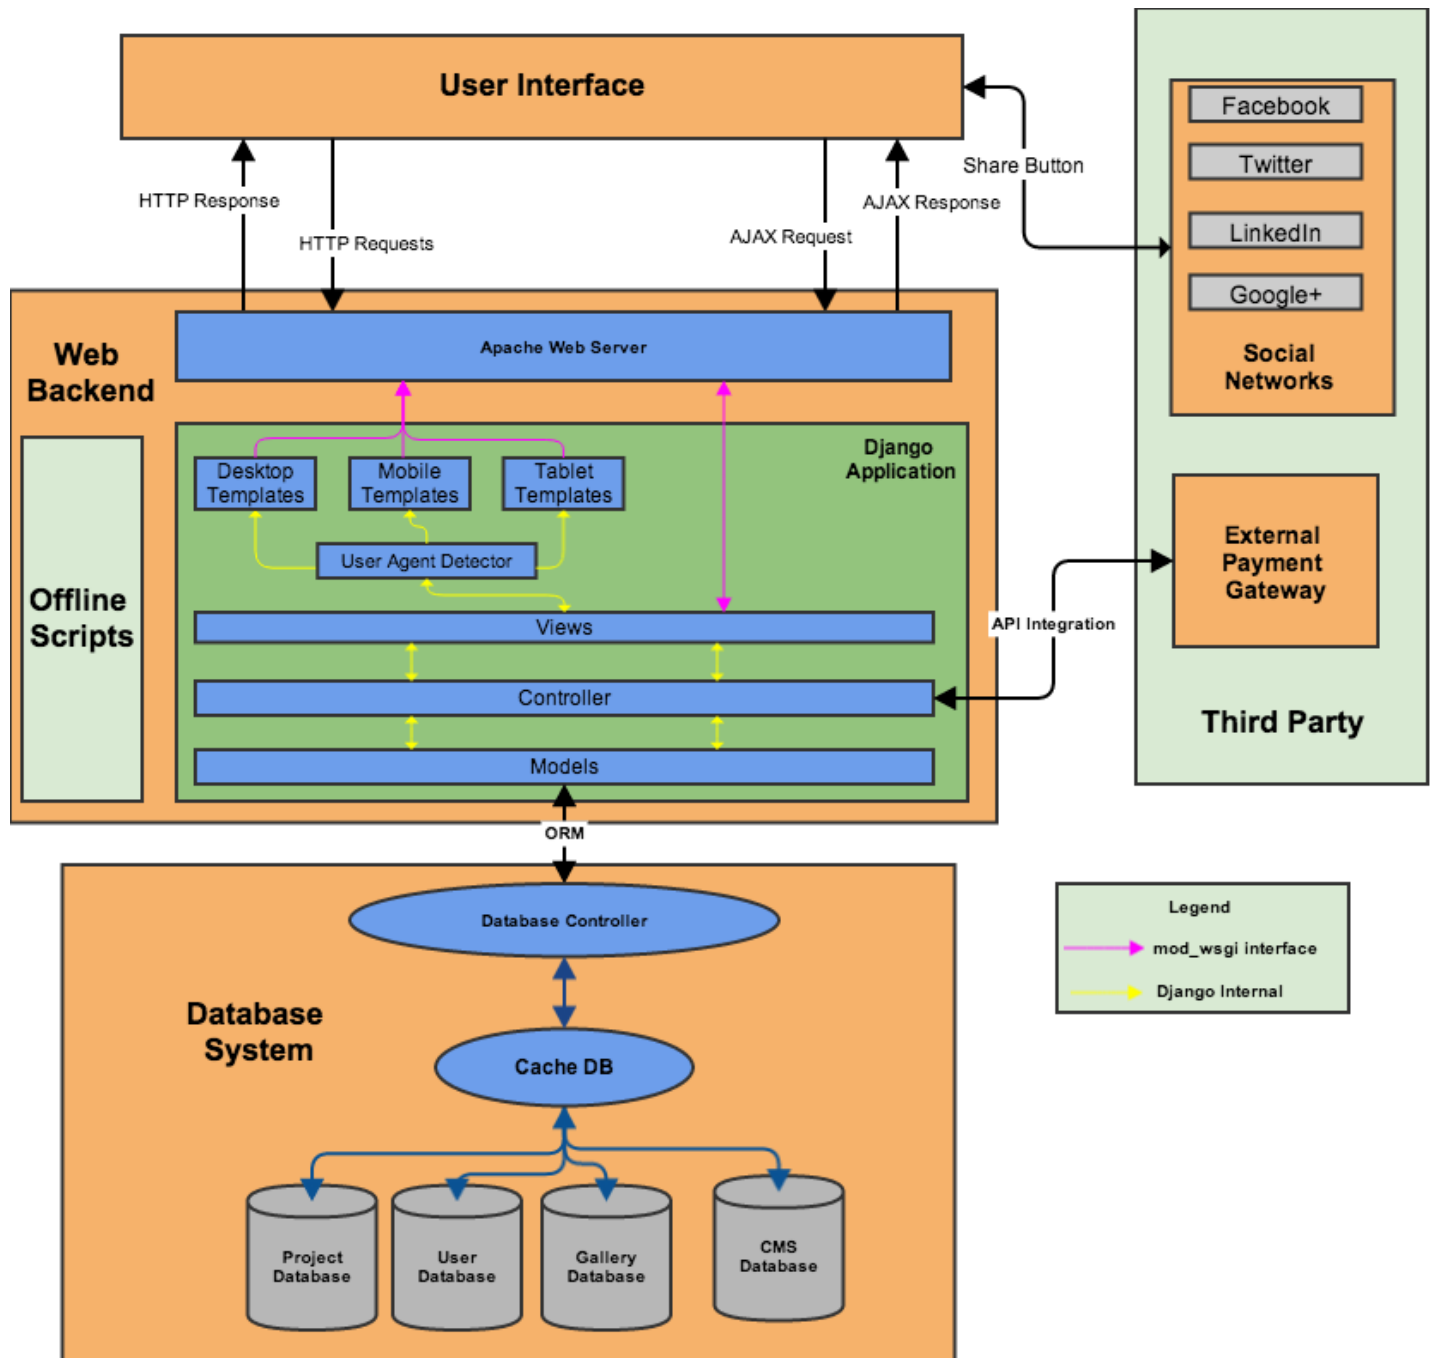 User Interface
Facebook
Twitter
LinkedIn
Google+
Social
Networks
Share Button
HTTP Response
HTTP Requests
AJAX Request
AJAX Response
Web
Backend
Apache Web Server
Django
Application
Desktop
Templates
Mobile
Templates
Tablet
Templates
User Agent Detector
Offline
Scripts
Views
Controller
Models
External
Payment
Gateway
API Integration
Third Party
ORM
Database Controller
Legend
mod_wsgi interface
Django Internal
Database
System
Cache DB
Project
Database
User
Database
Gallery
Database
CMS
Database